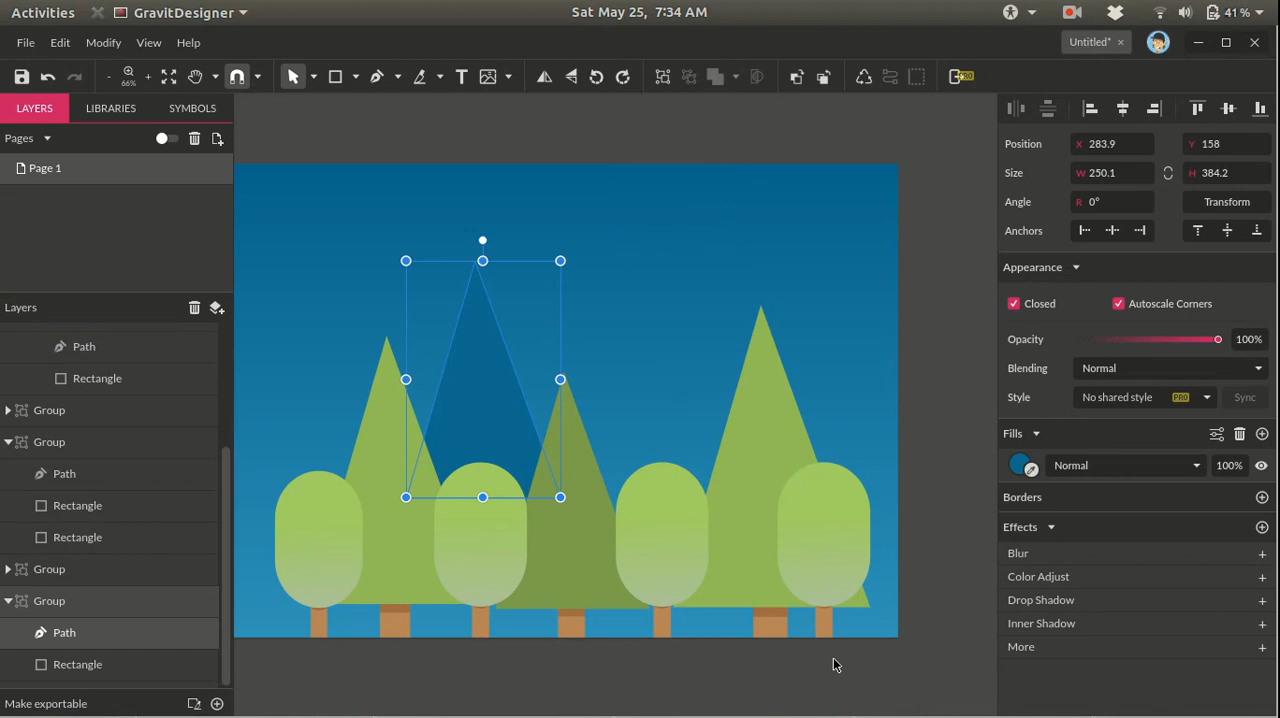 Activities GravitDesigner Sat May 25, 7:34 AM 41 %
File Edit Modify View Help Untitled*
66% PRO
LAYERS LIBRARIES SYMBOLS
Pages
Page 1
Layers
Path
Rectangle
Group
Group
Path
Rectangle
Rectangle
Group
Group
Path
Rectangle
Make exportable
Position X 283.9 Y 158
Size W 250.1 H 384.2
Angle R 0° Transform
Anchors
Appearance
Closed Autoscale Corners
Opacity 100%
Blending Normal
Style No shared style PRO Sync
Fills
Normal 100%
Borders
Effects
Blur
Color Adjust
Drop Shadow
Inner Shadow
More